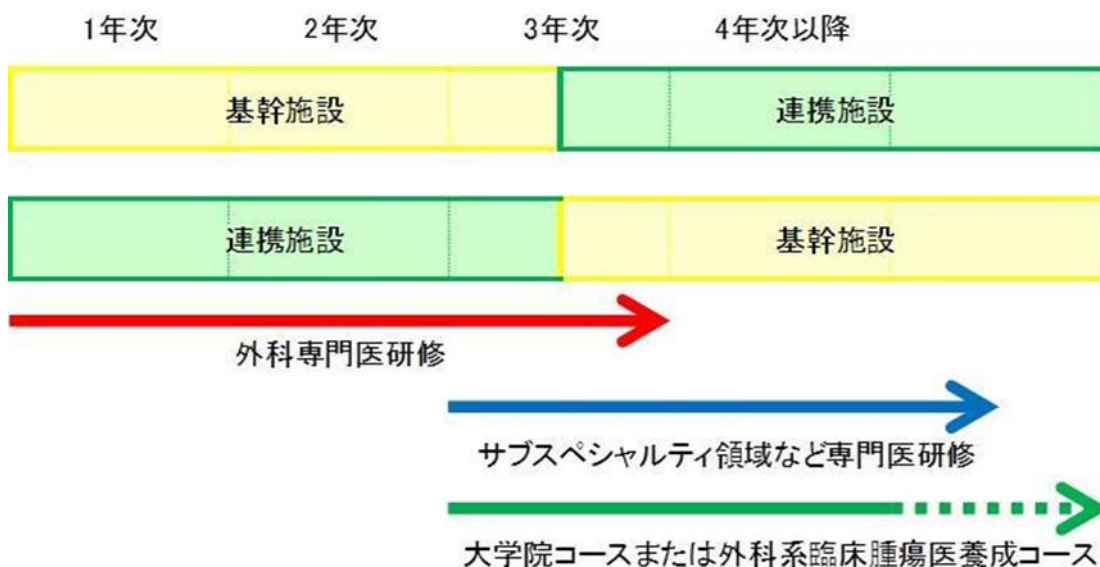 1年次 2年次 3年次 4年次以降
基幹施設 連携施設
連携施設 基幹施設
外科専門医研修
サブスペシャルティ領域など専門医研修
大学院コースまたは外科系臨床腫瘍医養成コース